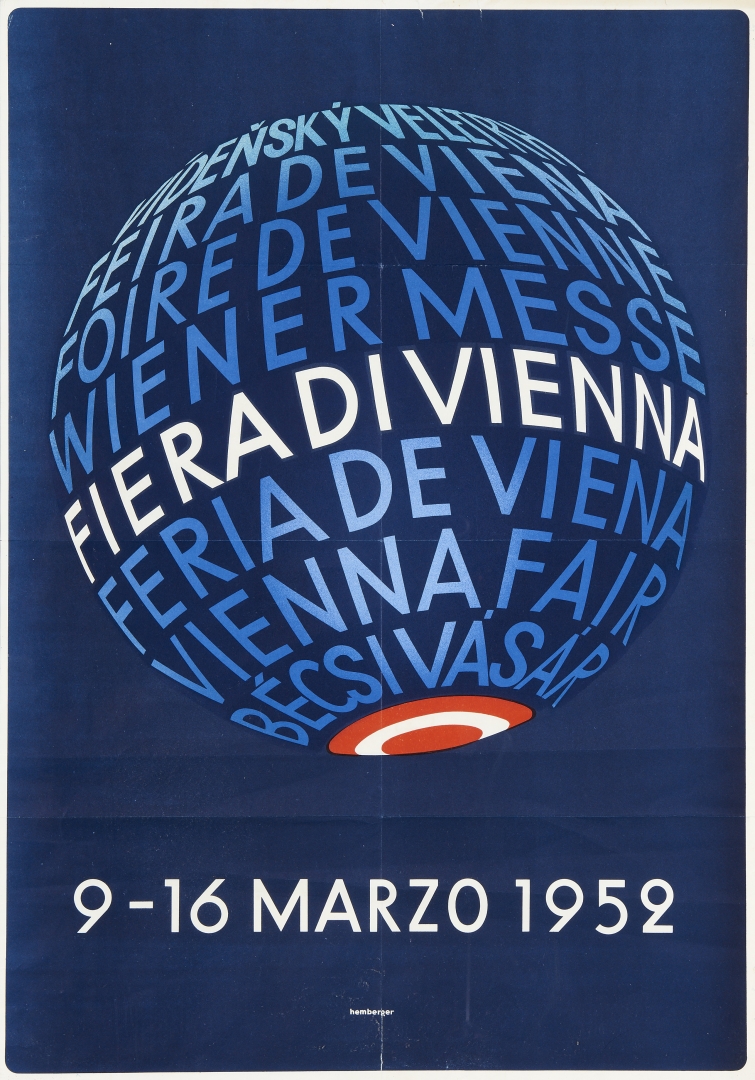 VÍDEŇSKÝ VELETRH
FEIRA DE VIENA
FOIRE DE VIENNE
WIENER MESSE
FIERA DI VIENNA
FERIA DE VIENA
VIENNA FAIR
BÉCSI VÁSÁR
9-16 MARZO 1952
hemberger